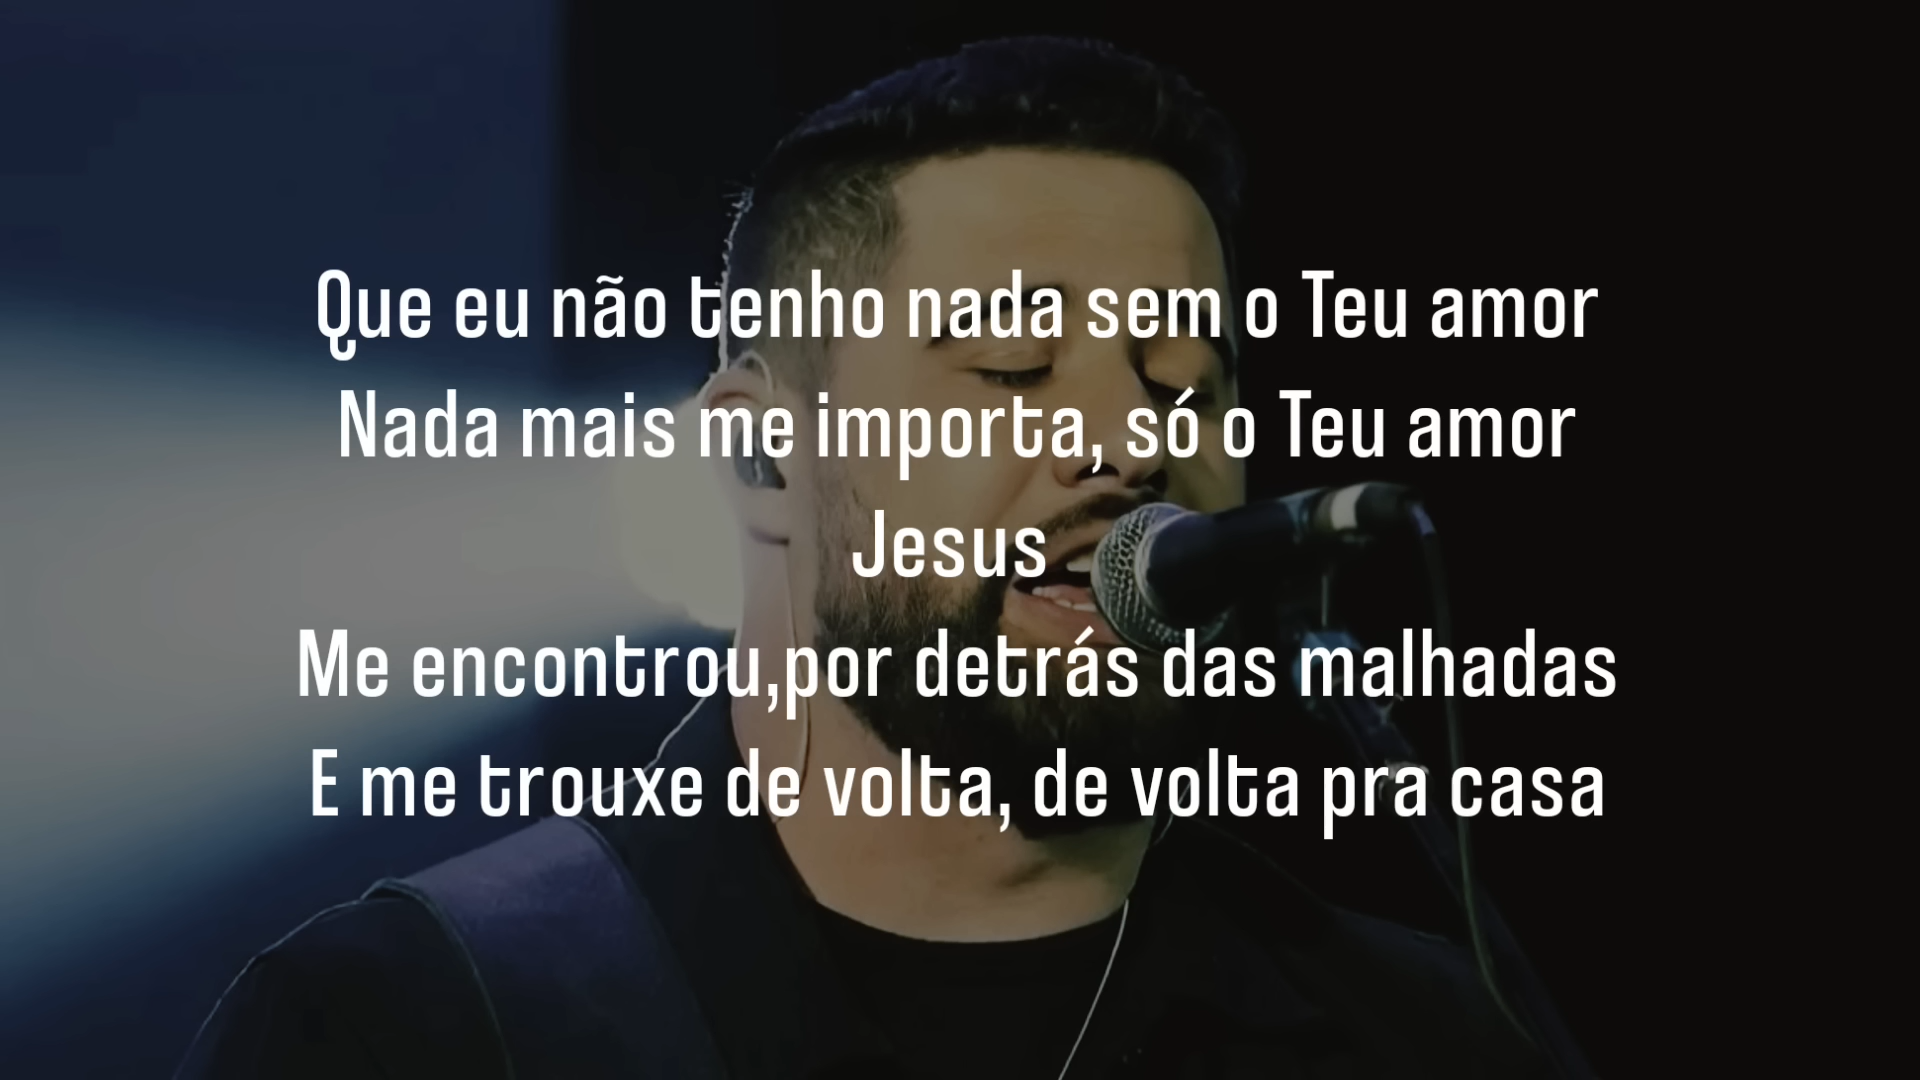 Que eu não tenho nada sem o Teu amor
Nada mais me importa, só o Teu amor
Jesus
Me encontrou,por detrás das malhadas
E me trouxe de volta, de volta pra casa